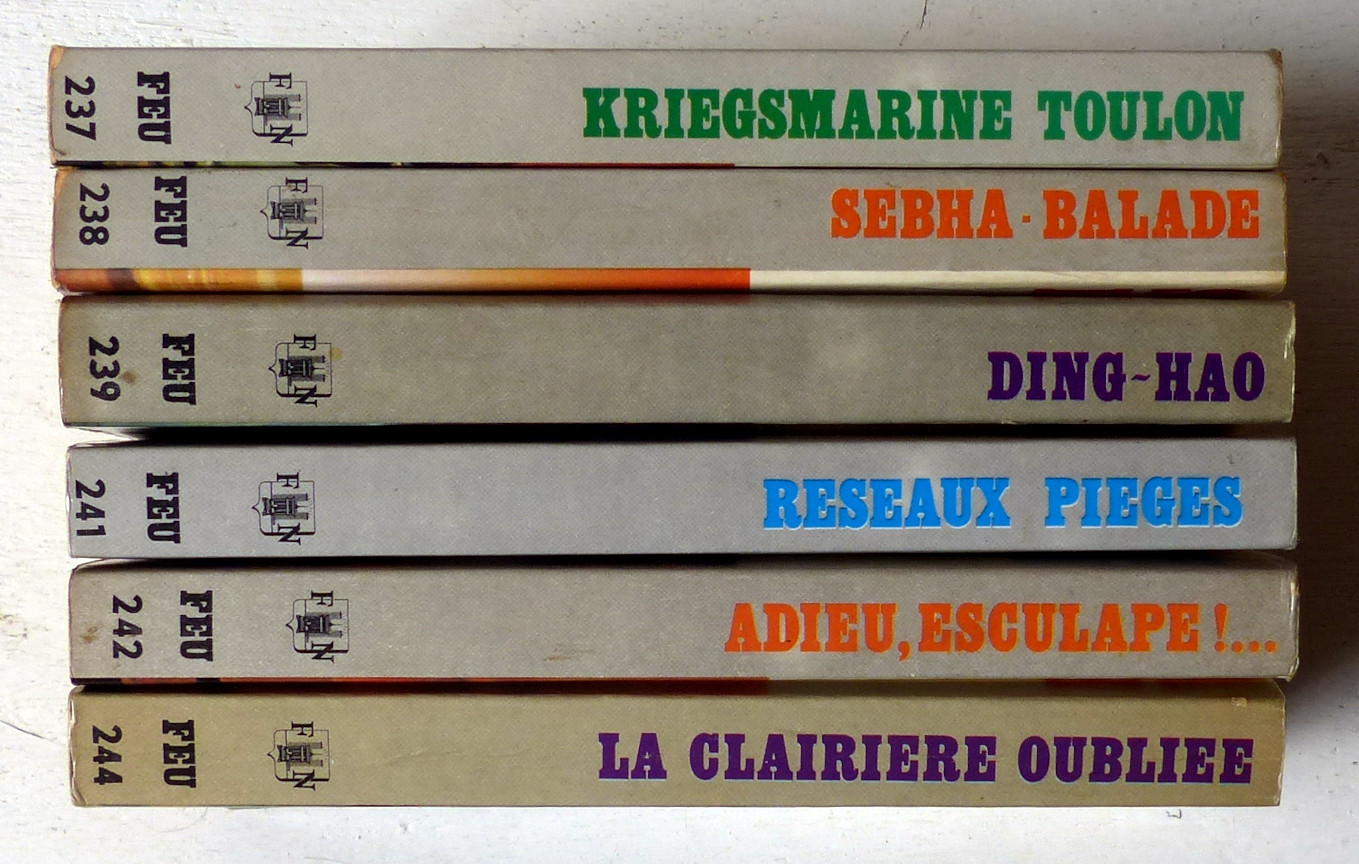 237 FEU F N KRIEGSMARINE TOULON
238 FEU F N SEBHA - BALADE
239 FEU F N DING~HAO
241 FEU F N RESEAUX PIEGES
242 FEU F N ADIEU, ESCULAPE !...
244 FEU F N LA CLAIRIERE OUBLIEE